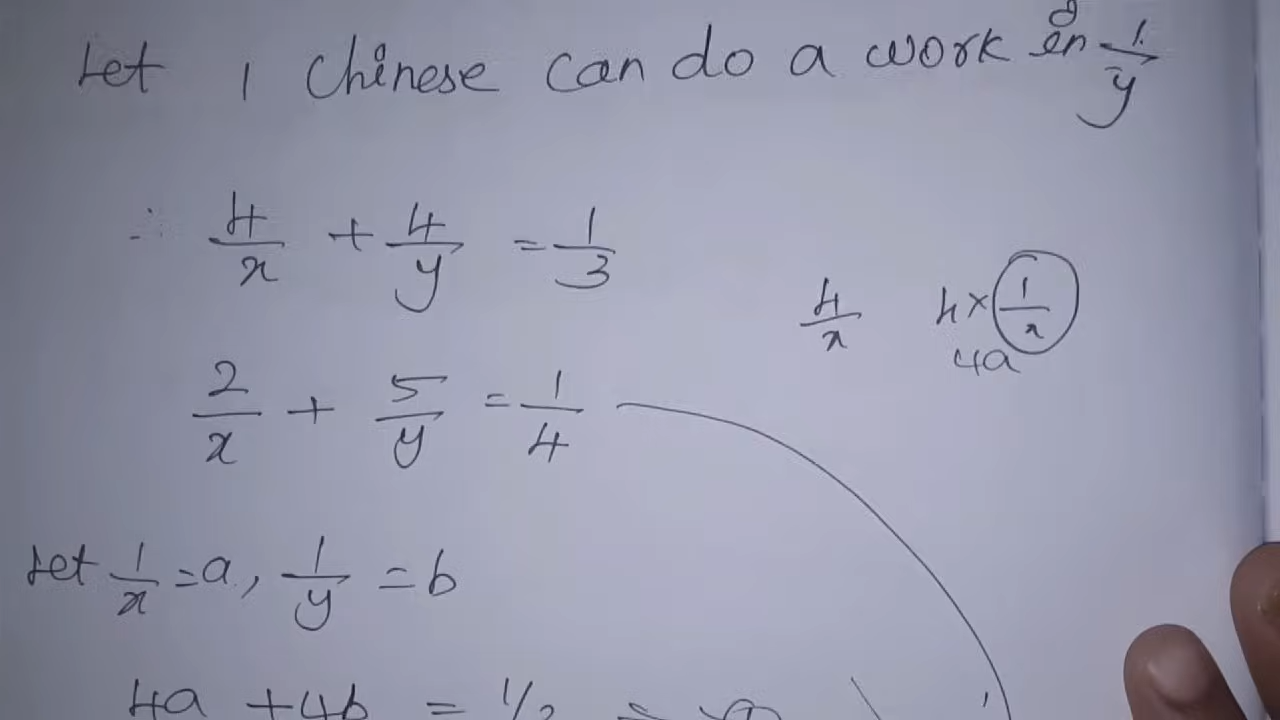 Let 1 Chinese can do a work in 1/y
∴ 4/x + 4/y = 1/3
4/x 4×(1/x)
4a
2/x + 5/y = 1/4
Let 1/x = a, 1/y = b
4a + 4b = 1/3